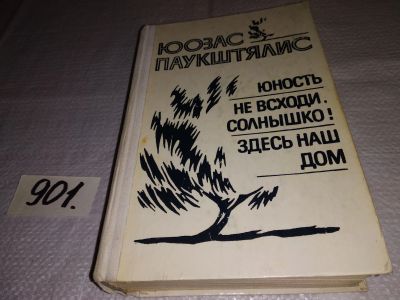 ЮОЗАС
ПАУКШТЯЛИС
ЮНОСТЬ
НЕ ВСХОДИ,
СОЛНЫШКО!
ЗДЕСЬ НАШ
ДОМ
901.